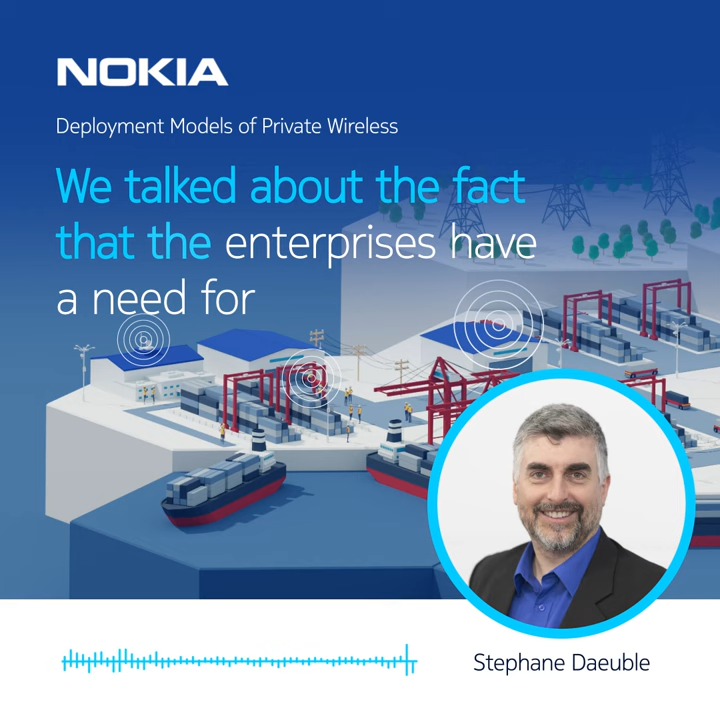 NOKIA
Deployment Models of Private Wireless
We talked about the fact
that the enterprises have
a need for
Stephane Daeuble